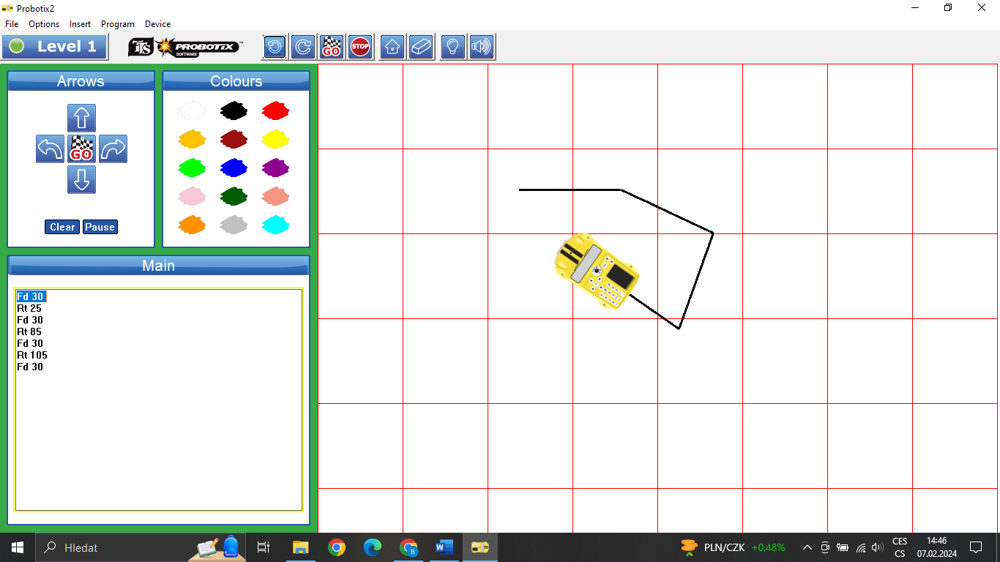 Probotix2
File Options Insert Program Device
Level 1
TTS PROBOTIX™
SOFTWARE
GO
STOP
Arrows
Colours
GO
Clear Pause
Main
Fd 30
Rt 25
Fd 30
Rt 85
Fd 30
Rt 105
Fd 30
Hledat
PLN/CZK +0,48%
CES
CS
14:46
07.02.2024